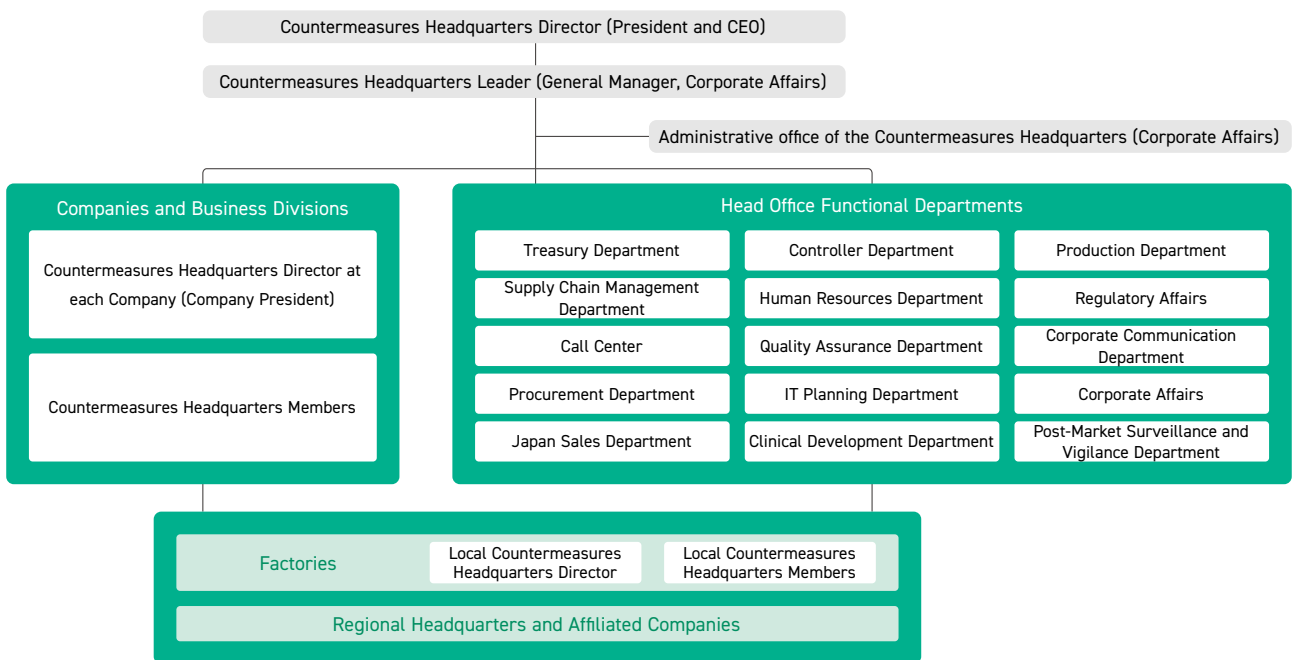 Countermeasures Headquarters Director (President and CEO)
Countermeasures Headquarters Leader (General Manager, Corporate Affairs)
Administrative office of the Countermeasures Headquarters (Corporate Affairs)
Companies and Business Divisions
Countermeasures Headquarters Director at
each Company (Company President)
Countermeasures Headquarters Members
Head Office Functional Departments
Treasury Department
Controller Department
Production Department
Supply Chain Management
Department
Human Resources Department
Regulatory Affairs
Call Center
Quality Assurance Department
Corporate Communication
Department
Procurement Department
IT Planning Department
Corporate Affairs
Japan Sales Department
Clinical Development Department
Post-Market Surveillance and
Vigilance Department
Factories
Local Countermeasures
Headquarters Director
Local Countermeasures
Headquarters Members
Regional Headquarters and Affiliated Companies